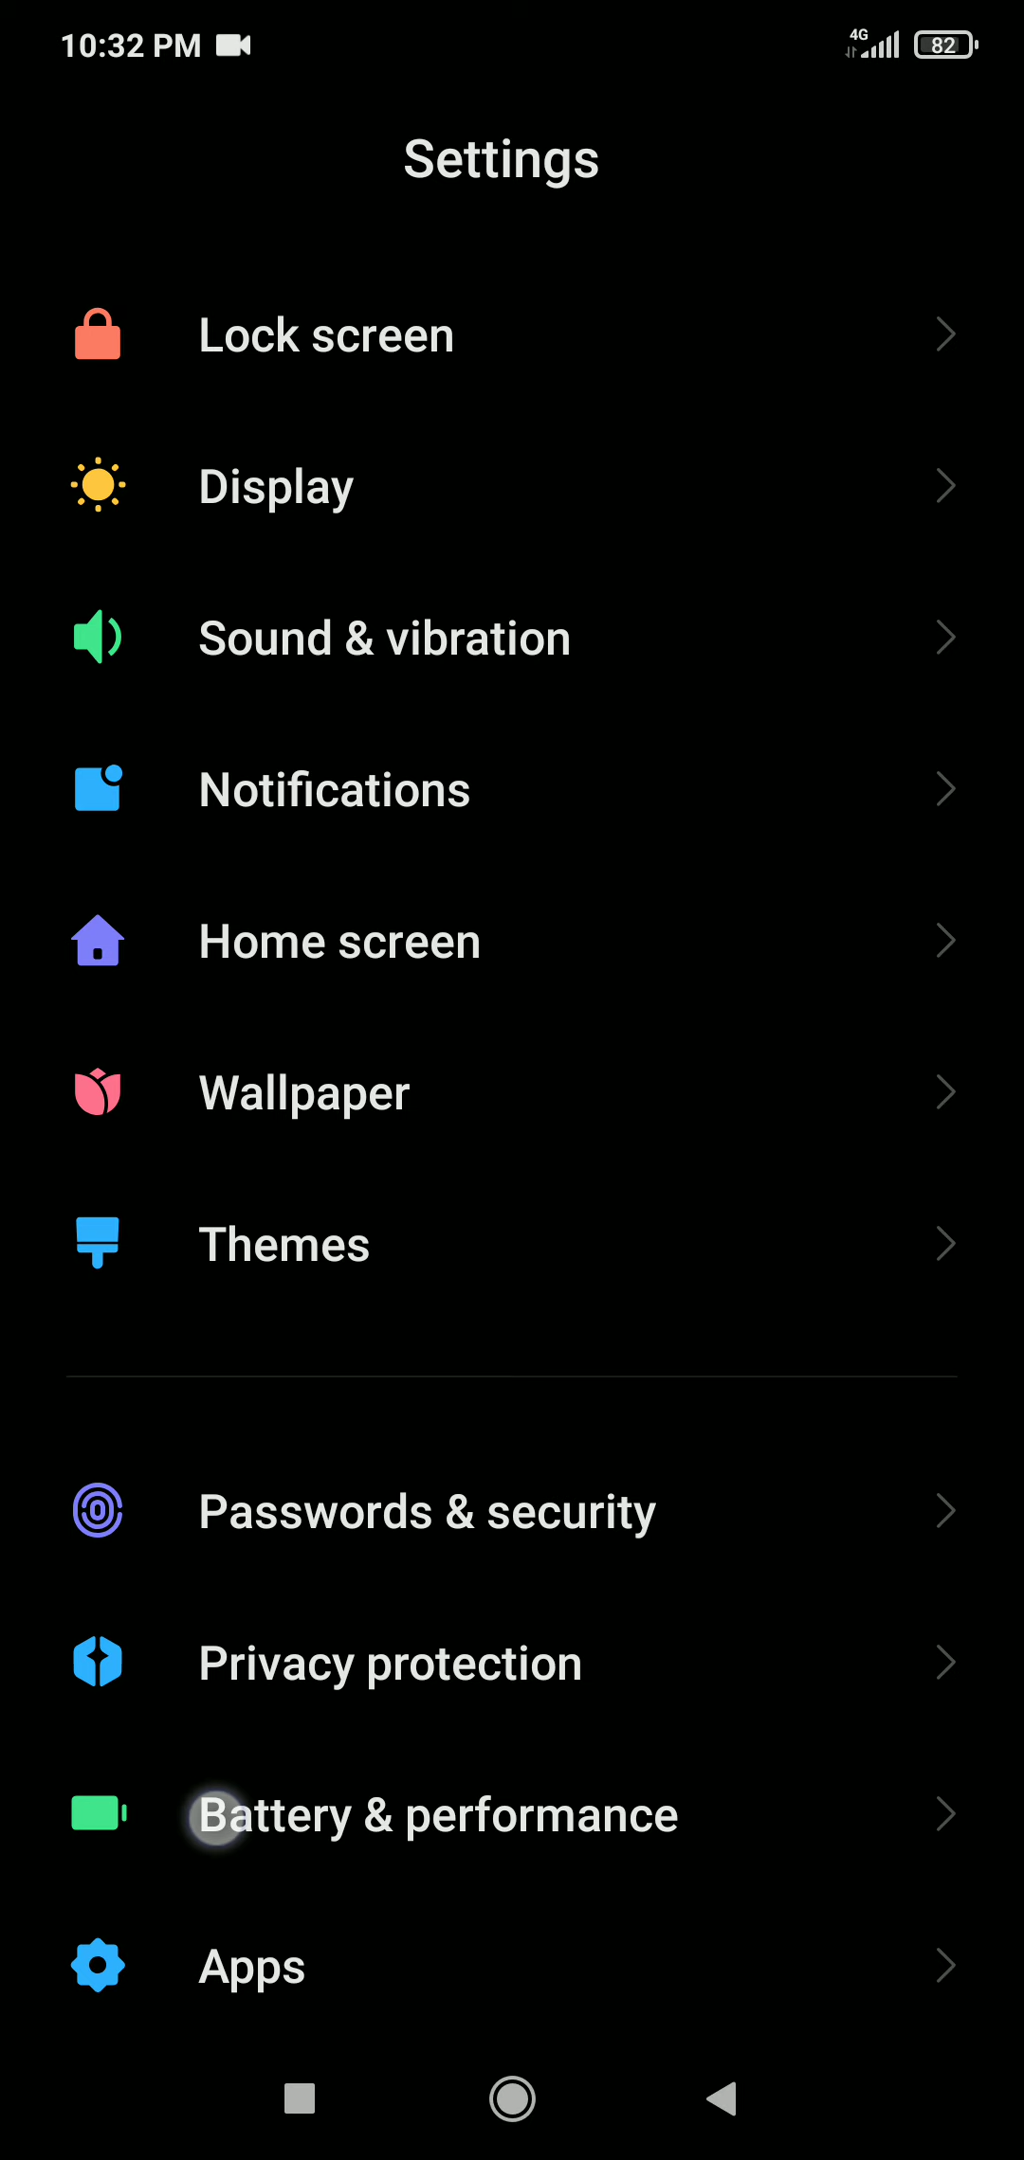 10:32 PM 4G 82
Settings
Lock screen
Display
Sound & vibration
Notifications
Home screen
Wallpaper
Themes
Passwords & security
Privacy protection
Battery & performance
Apps